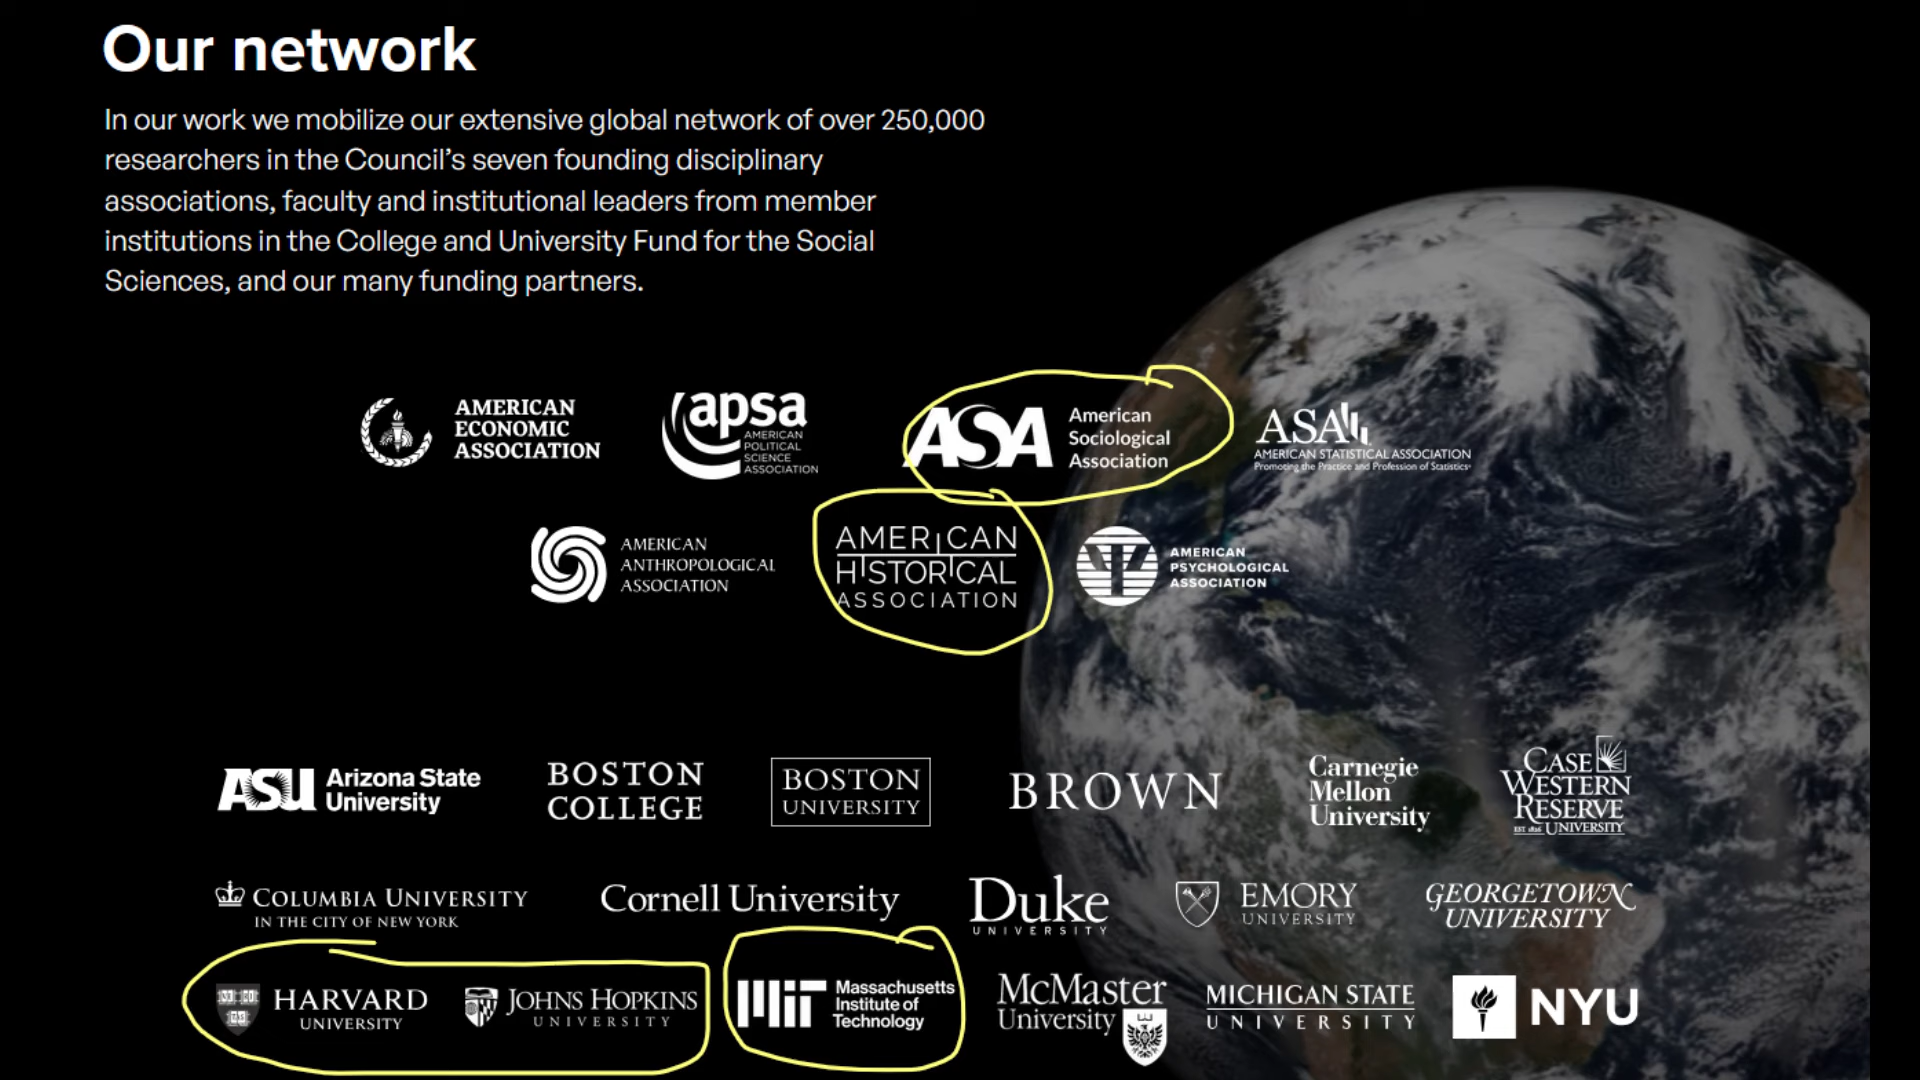 Our network
In our work we mobilize our extensive global network of over 250,000
researchers in the Council's seven founding disciplinary
associations, faculty and institutional leaders from member
institutions in the College and University Fund for the Social
Sciences, and our many funding partners.
AMERICAN
ECONOMIC
ASSOCIATION
apsa
AMERICAN
POLITICAL
SCIENCE
ASSOCIATION
ASA
American
Sociological
Association
ASA
AMERICAN STATISTICAL ASSOCIATION
Promoting the Practice and Profession of Statistics
AMERICAN
ANTHROPOLOGICAL
ASSOCIATION
AMERICAN
HISTORICAL
ASSOCIATION
AMERICAN
PSYCHOLOGICAL
ASSOCIATION
ASU Arizona State
University
BOSTON
COLLEGE
BOSTON
UNIVERSITY
BROWN
Carnegie
Mellon
University
CASE
WESTERN
RESERVE
EST. 1826 UNIVERSITY
COLUMBIA UNIVERSITY
IN THE CITY OF NEW YORK
Cornell University
Duke
UNIVERSITY
EMORY
UNIVERSITY
GEORGETOWN
UNIVERSITY
HARVARD
UNIVERSITY
JOHNS HOPKINS
UNIVERSITY
MIT
Massachusetts
Institute of
Technology
McMaster
University
MICHIGAN STATE
UNIVERSITY
NYU